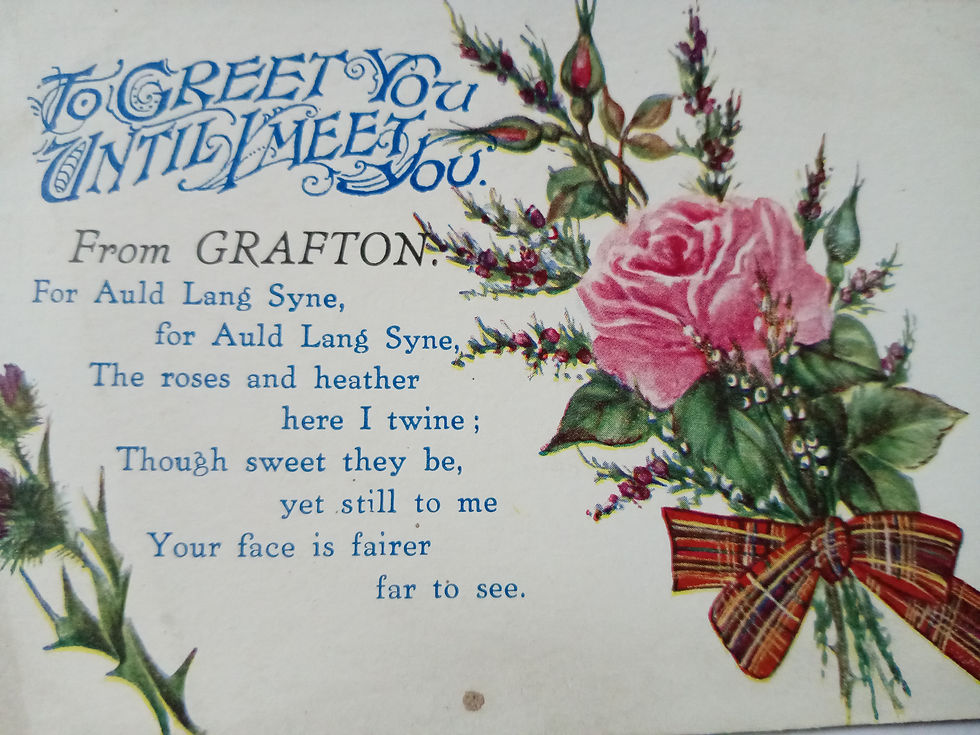 To Greet You
Until I Meet You.
From GRAFTON.
For Auld Lang Syne,
for Auld Lang Syne,
The roses and heather
here I twine ;
Though sweet they be,
yet still to me
Your face is fairer
far to see.